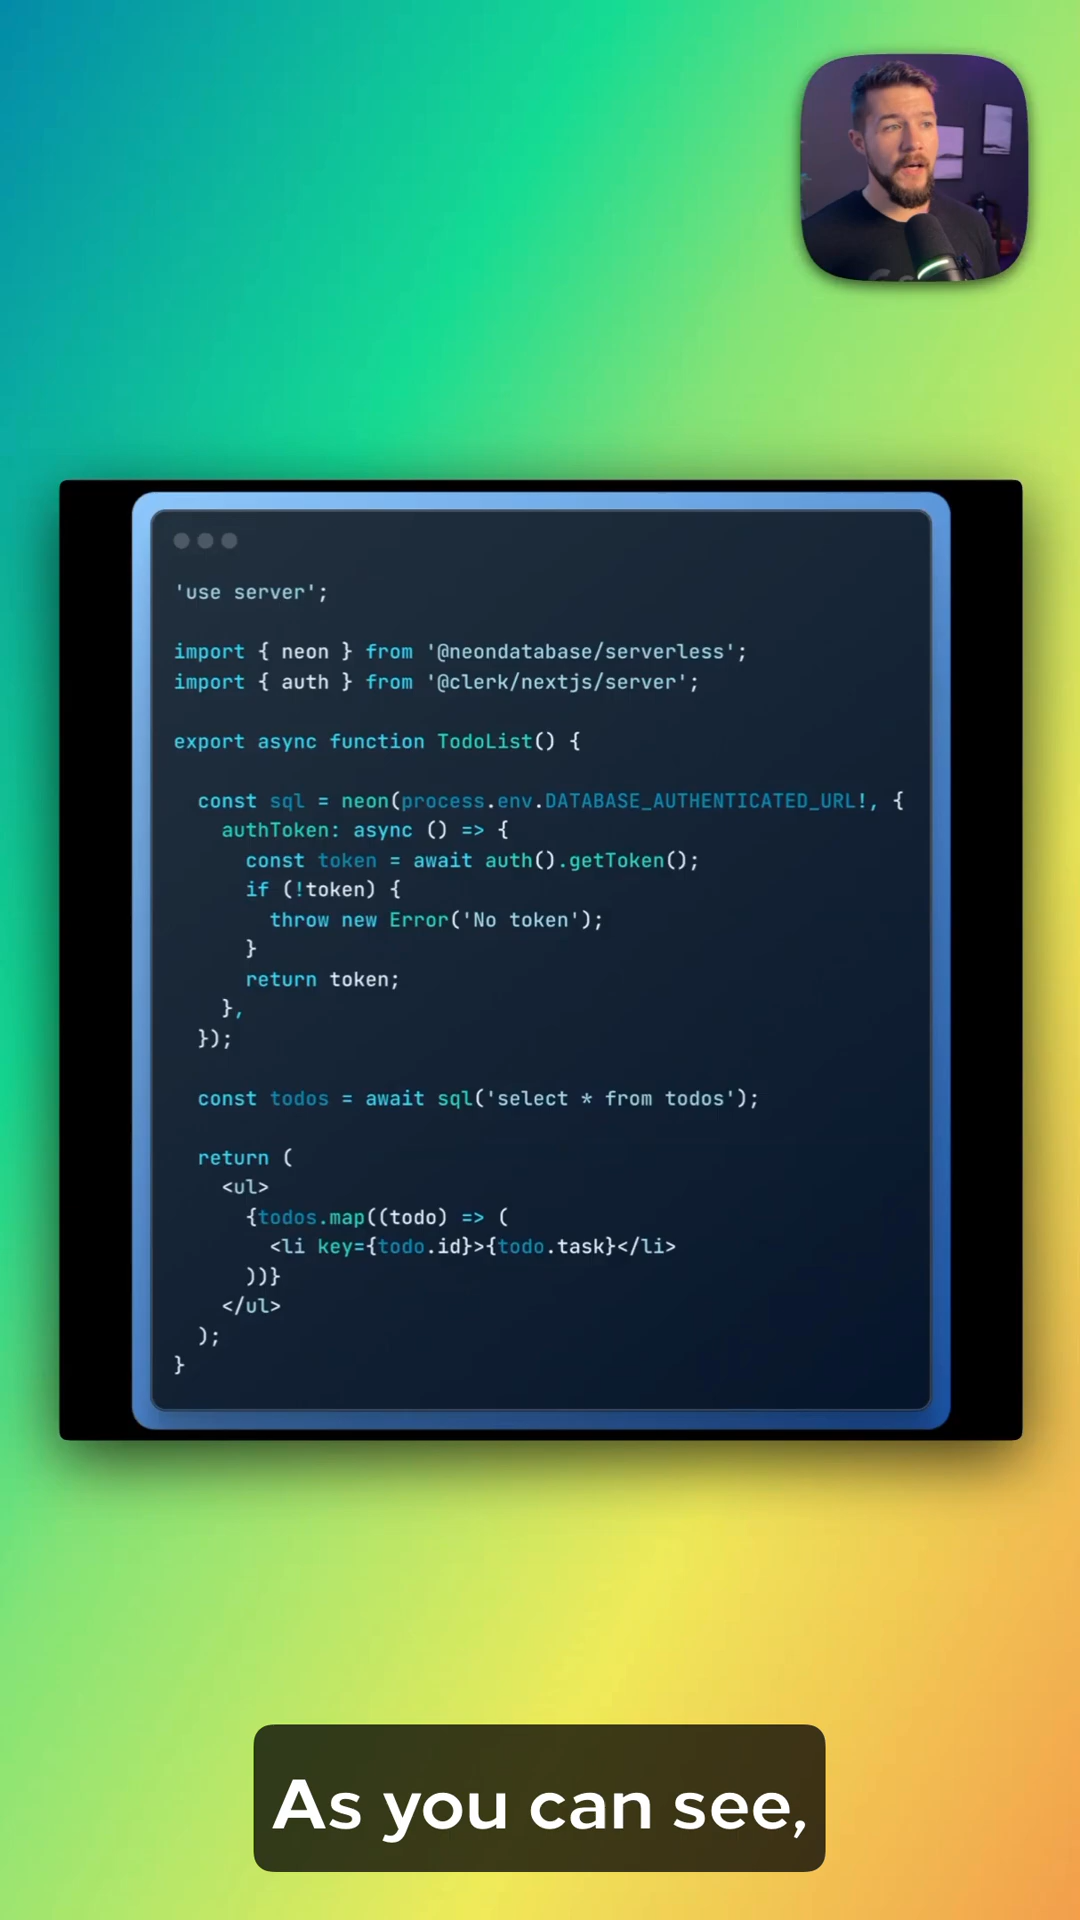 'use server';
import { neon } from '@neondatabase/serverless';
import { auth } from '@clerk/nextjs/server';
export async function TodoList() {
const sql = neon(process.env.DATABASE_AUTHENTICATED_URL!, {
authToken: async () => {
const token = await auth().getToken();
if (!token) {
throw new Error('No token');
}
return token;
},
});
const todos = await sql('select * from todos');
return (
<ul>
{todos.map((todo) => (
<li key={todo.id}>{todo.task}</li>
))}
</ul>
);
}
As you can see,